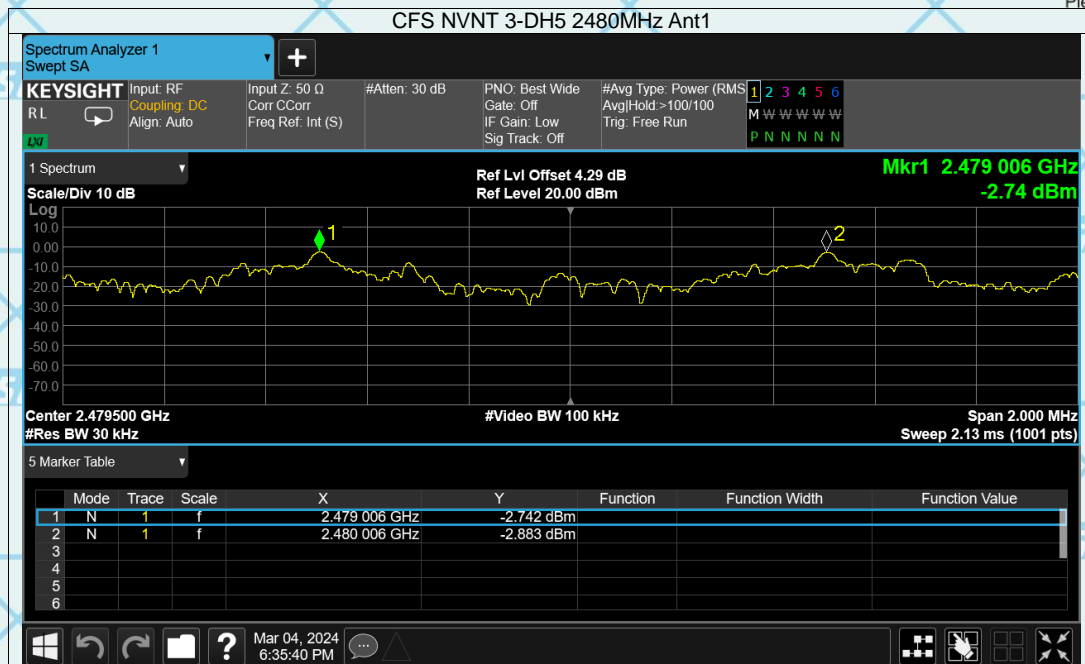 CFS NVNT 3-DH5 2480MHz Ant1
Spectrum Analyzer 1
Swept SA
+
KEYSIGHT
RL
LXI
Input: RF
Coupling: DC
Align: Auto
Input Z: 50 Ω
Corr CCorr
Freq Ref: Int (S)
#Atten: 30 dB
PNO: Best Wide
Gate: Off
IF Gain: Low
Sig Track: Off
#Avg Type: Power (RMS
Avg|Hold:>100/100
Trig: Free Run
1 2 3 4 5 6
M W W W W W
P N N N N N
1 Spectrum
Scale/Div 10 dB
Ref Lvl Offset 4.29 dB
Ref Level 20.00 dBm
Mkr1 2.479 006 GHz
-2.74 dBm
Log
10.0
0.00
-10.0
-20.0
-30.0
-40.0
-50.0
-60.0
-70.0
1
2
Center 2.479500 GHz
#Video BW 100 kHz
Span 2.000 MHz
#Res BW 30 kHz
Sweep 2.13 ms (1001 pts)
5 Marker Table
Mode Trace Scale X Y Function Function Width Function Value
1 N 1 f 2.479 006 GHz -2.742 dBm
2 N 1 f 2.480 006 GHz -2.883 dBm
3
4
5
6
?
Mar 04, 2024
6:35:40 PM